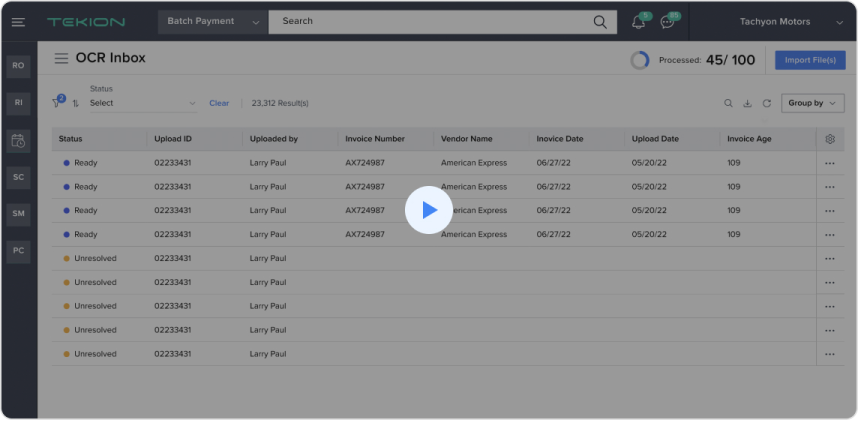 TEKION Batch Payment Search 5 99 Tachyon Motors
OCR Inbox Processed: 45/ 100 Import File(s)
RO
Status
2 Select Clear 23,312 Result(s) Group by
RI
Status Upload ID Uploaded by Invoice Number Vendor Name Inovice Date Upload Date Invoice Age
Ready 02233431 Larry Paul AX724987 American Express 06/27/22 05/20/22 109
SC
Ready 02233431 Larry Paul AX724987 American Express 06/27/22 05/20/22 109
Ready 02233431 Larry Paul AX724987 erican Express 06/27/22 05/20/22 109
SM
Ready 02233431 Larry Paul AX724987 American Express 06/27/22 05/20/22 109
PC
Unresolved 02233431 Larry Paul
Unresolved 02233431 Larry Paul
Unresolved 02233431 Larry Paul
Unresolved 02233431 Larry Paul
Unresolved 02233431 Larry Paul